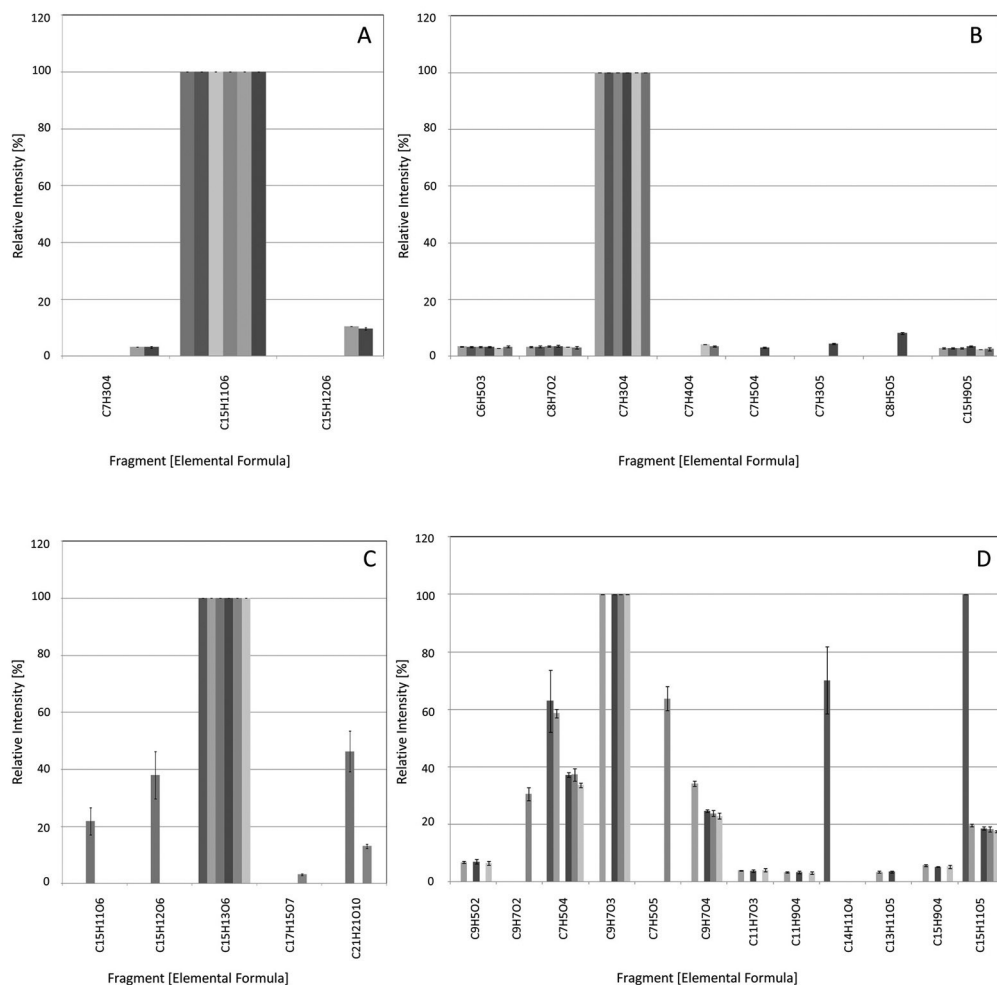 A
120
100
80
60
40
20
0
Relative Intensity [%]
C7H3O4
C15H11O6
C15H12O6
Fragment [Elemental Formula]
B
120
100
80
60
40
20
0
Relative Intensity [%]
C6H5O3
C8H7O2
C7H3O4
C7H4O4
C7H5O4
C7H3O5
C8H5O5
C15H9O5
Fragment [Elemental Formula]
C
120
100
80
60
40
20
0
Relative Intensity [%]
C15H11O6
C15H12O6
C15H13O6
C17H15O7
C21H21O10
Fragment [Elemental Formula]
D
120
100
80
60
40
20
0
Relative Intensity [%]
C9H5O2
C9H7O2
C7H5O4
C9H7O3
C7H5O5
C9H7O4
C11H7O3
C11H9O4
C14H11O4
C13H11O5
C15H9O4
C15H11O5
Fragment [Elemental Formula]